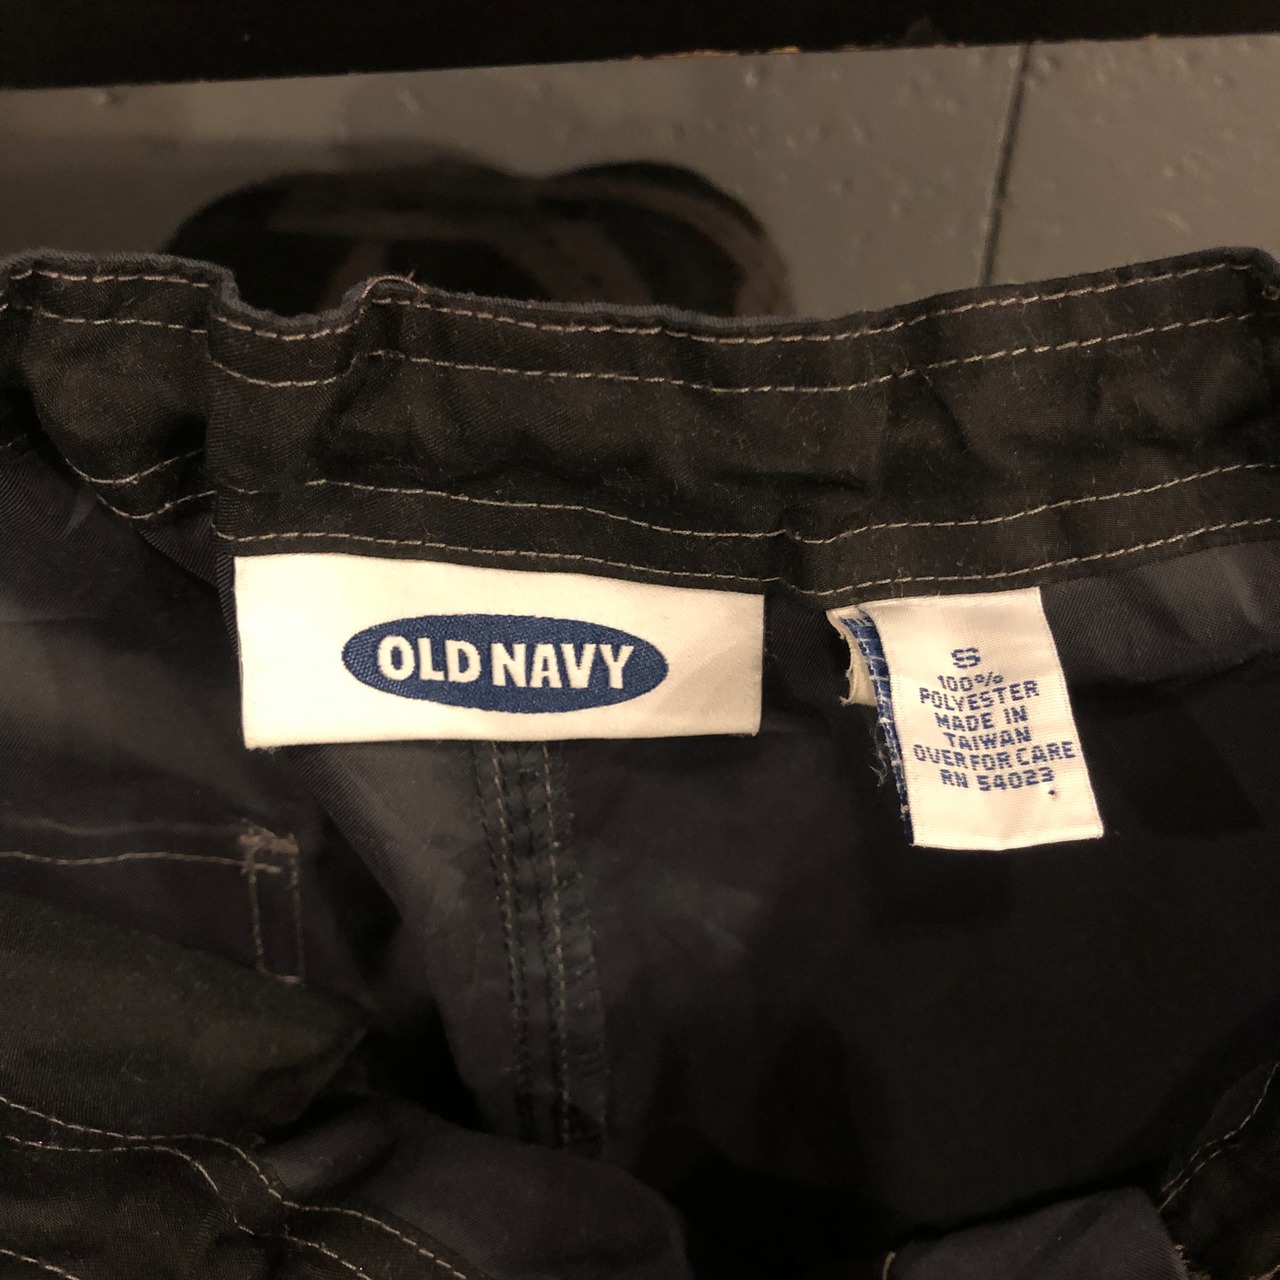 OLD NAVY
S
100%
POLYESTER
MADE IN
TAIWAN
OVER FOR CARE
RN 54023